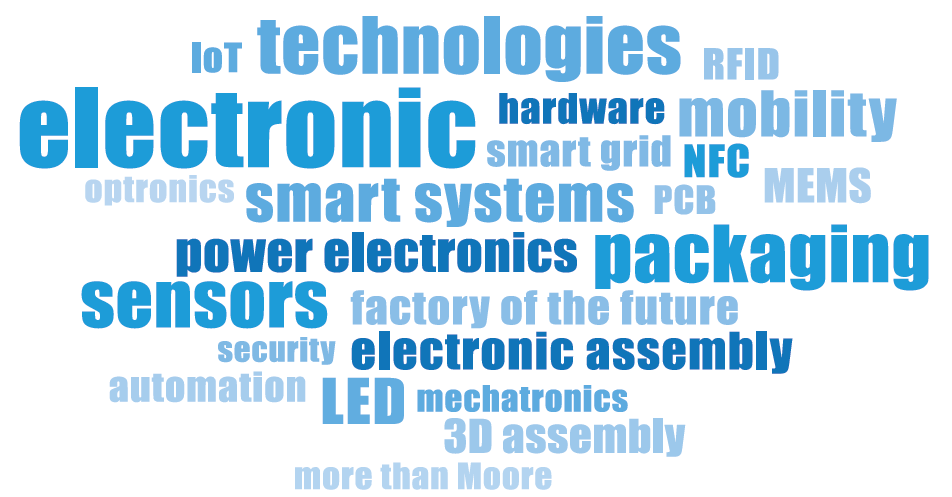 IoT technologies RFID
electronic hardware mobility
smart grid NFC
optronics smart systems PCB MEMS
power electronics packaging
sensors factory of the future
security electronic assembly
automation LED mechatronics
3D assembly
more than Moore